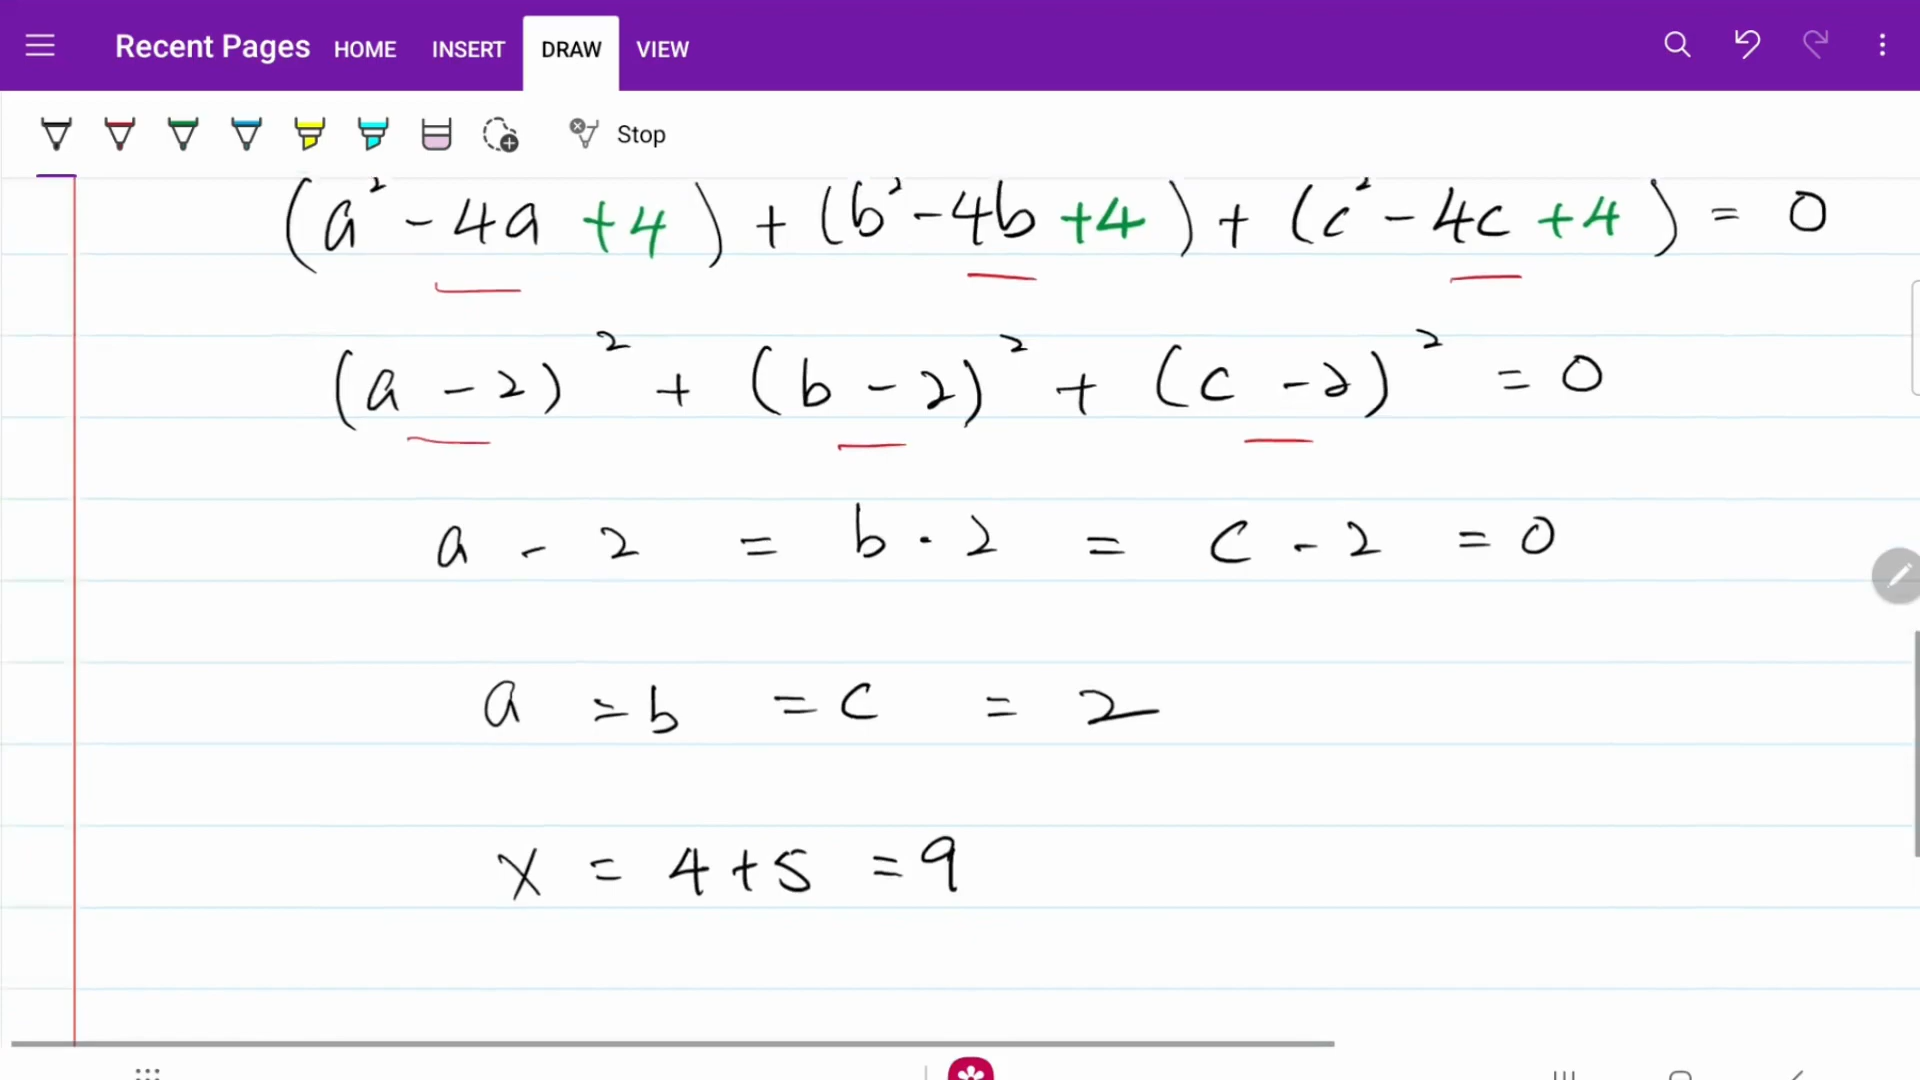 Recent Pages HOME INSERT DRAW VIEW
Stop
(a² - 4a + 4) + (b² - 4b + 4) + (c² - 4c + 4) = 0
(a - 2)² + (b - 2)² + (c - 2)² = 0
a - 2 = b - 2 = c - 2 = 0
a = b = c = 2
x = 4 + 5 = 9